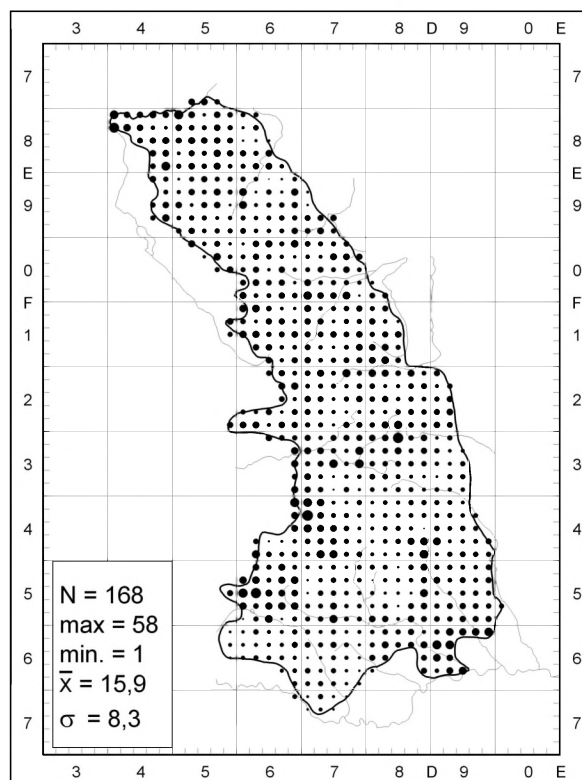 3 4 5 6 7 8 D 9 0 E
7 7
8 8
E E
9 9
0 0
F F
1 1
2 2
3 3
4 4
5 5
6 6
7 7
N = 168
max = 58
min. = 1
x̅ = 15,9
σ = 8,3
3 4 5 6 7 8 D 9 0 E